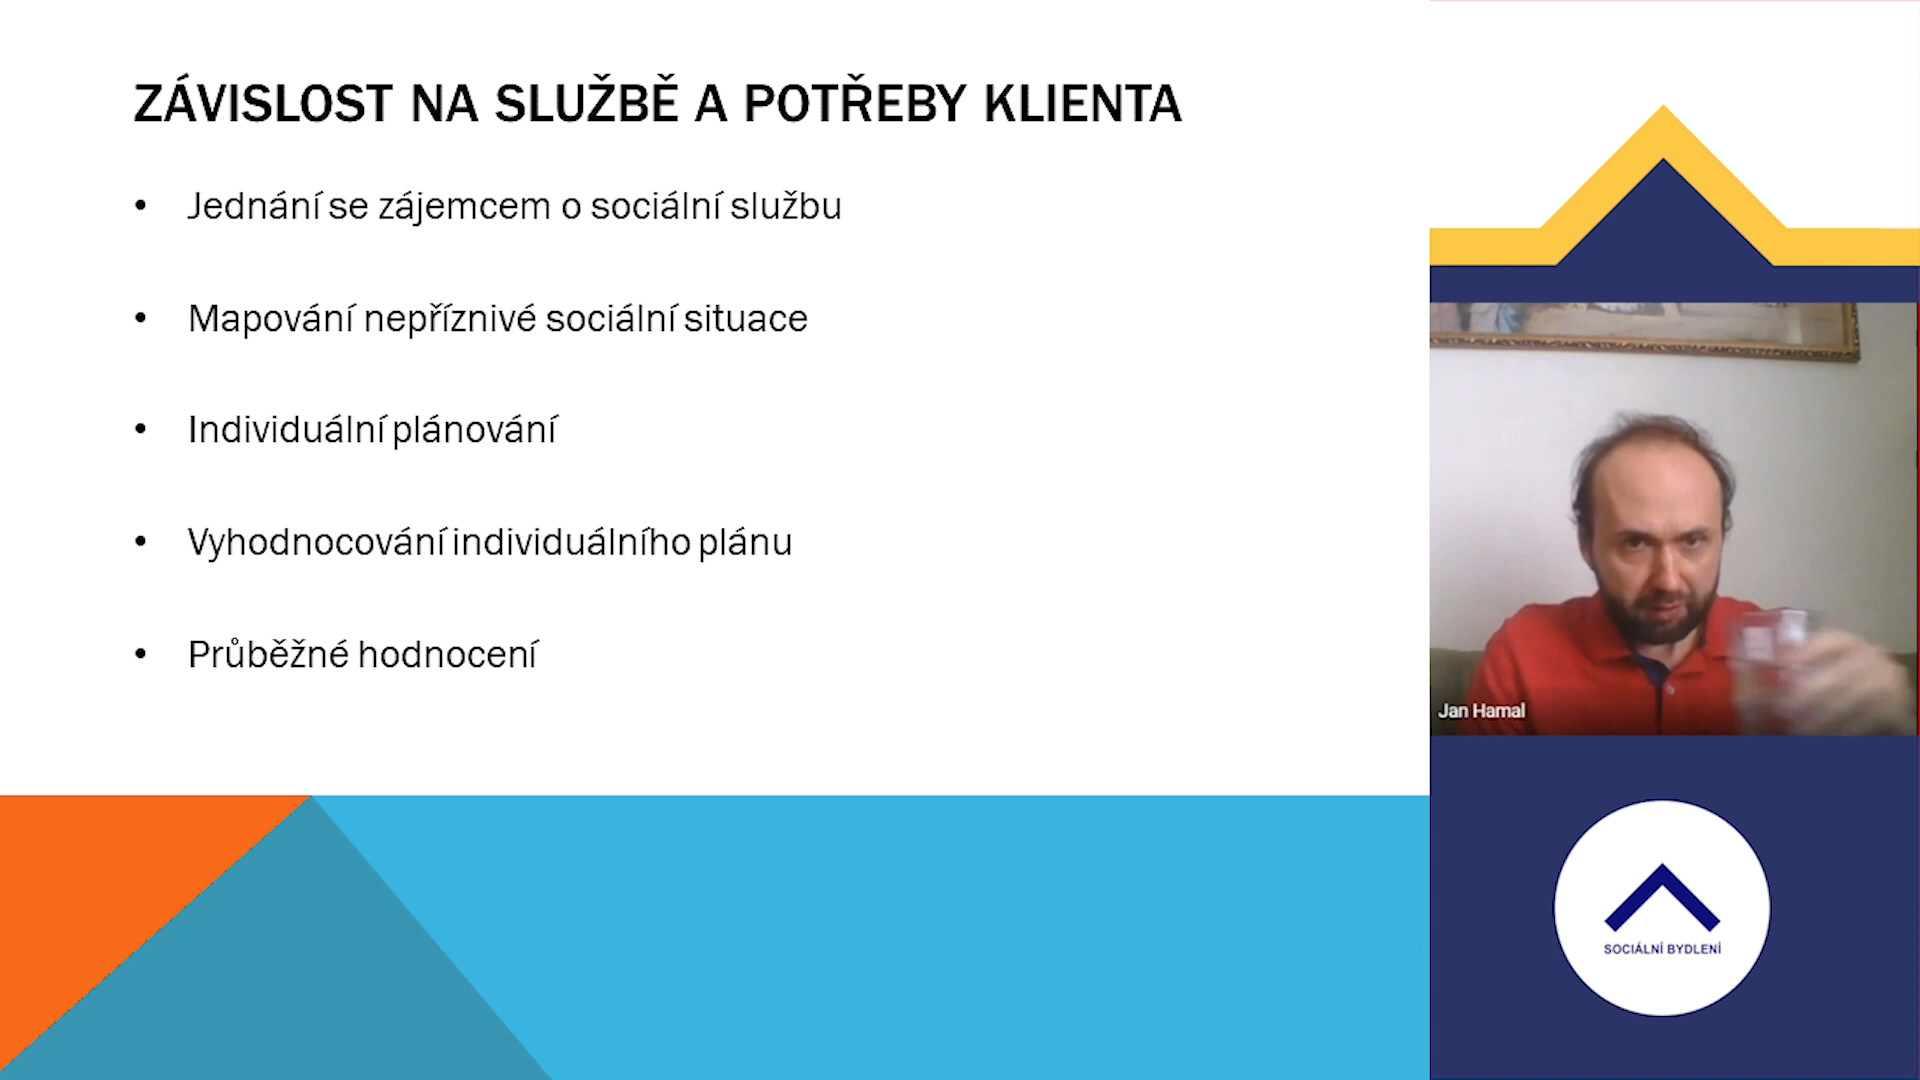 ZÁVISLOST NA SLUŽBĚ A POTŘEBY KLIENTA
• Jednání se zájemcem o sociální službu
• Mapování nepříznivé sociální situace
• Individuální plánování
• Vyhodnocování individuálního plánu
• Průběžné hodnocení
Jan Hamal
SOCIÁLNÍ BYDLENÍ